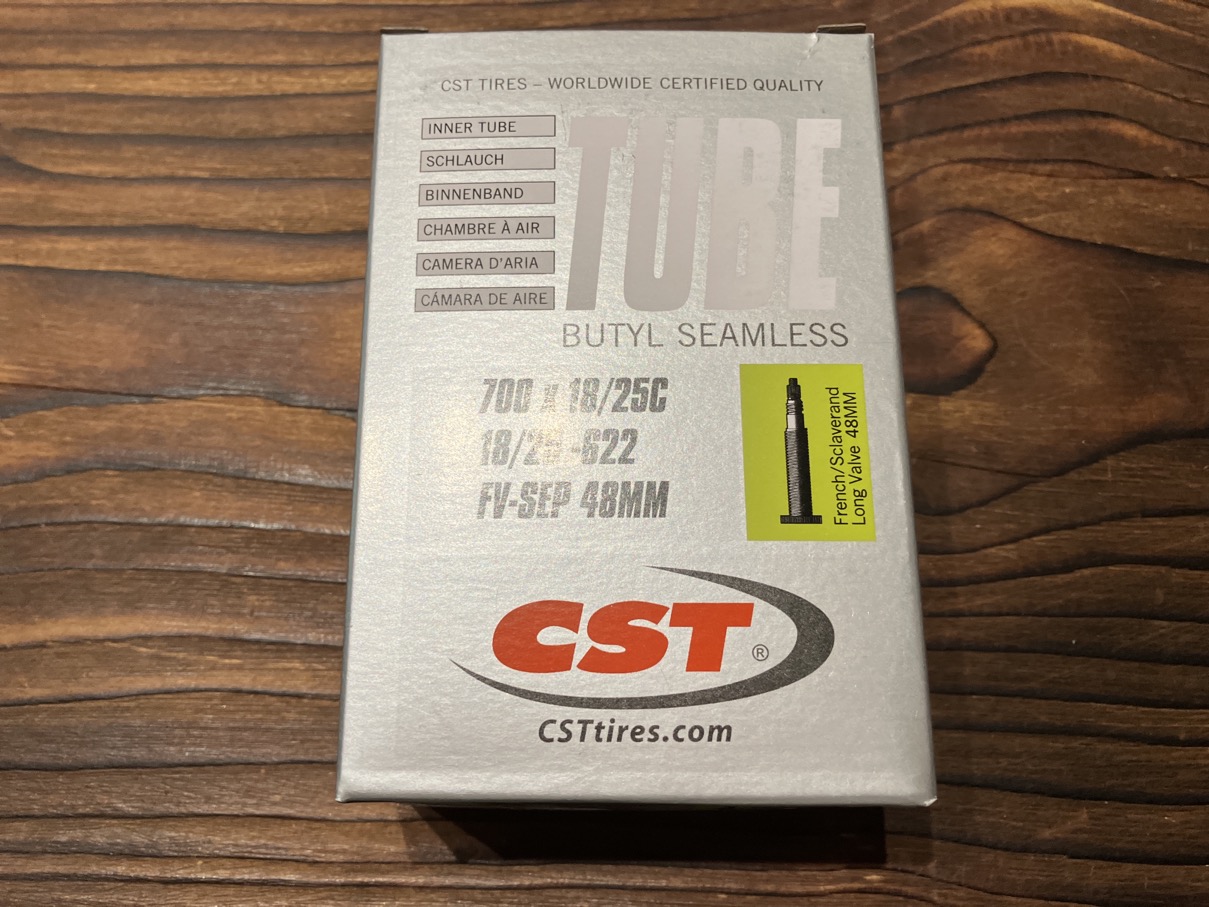 CST TIRES – WORLDWIDE CERTIFIED QUALITY
INNER TUBE
SCHLAUCH
BINNENBAND
CHAMBRE À AIR
CAMERA D'ARIA
CÁMARA DE AIRE
TUBE
BUTYL SEAMLESS
700 x 18/25C
18/25-622
FV-SEP 48MM
French/Sclaverand
Long Valve 48MM
CST®
CSTtires.com